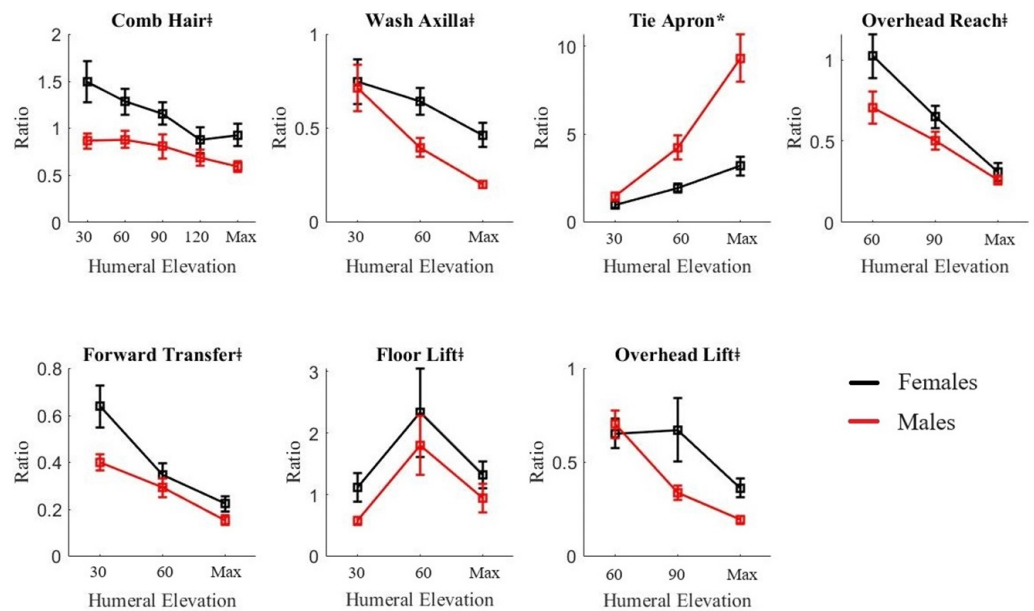 Comb Hair‡
2
1.5
1
0.5
0
Ratio
30 60 90 120 Max
Humeral Elevation
Wash Axilla‡
1
0.5
0
Ratio
30 60 Max
Humeral Elevation
Tie Apron*
10
5
0
Ratio
30 60 Max
Humeral Elevation
Overhead Reach‡
1
0.5
0
Ratio
60 90 Max
Humeral Elevation
Forward Transfer‡
0.8
0.6
0.4
0.2
0
Ratio
30 60 Max
Humeral Elevation
Floor Lift‡
3
2
1
0
Ratio
30 60 Max
Humeral Elevation
Overhead Lift‡
1
0.5
0
Ratio
60 90 Max
Humeral Elevation
Females
Males